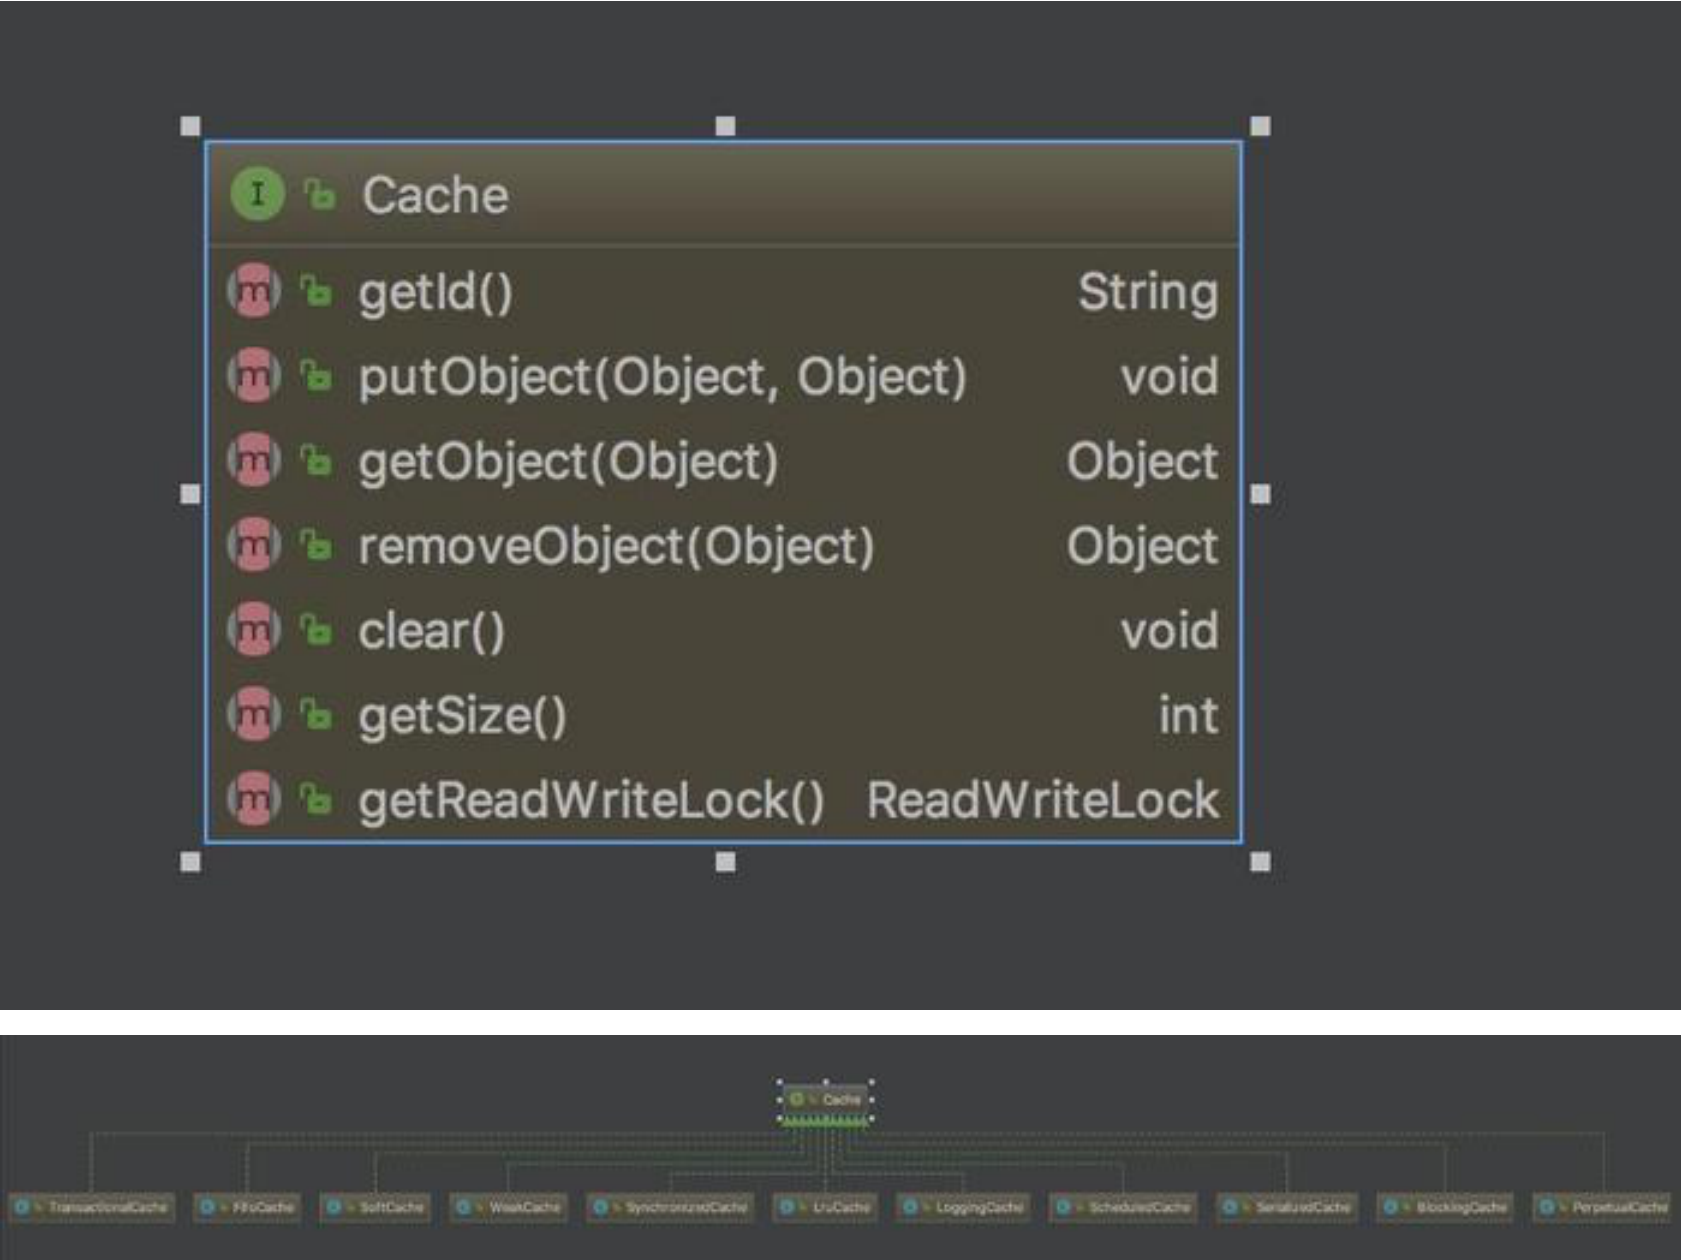 I Cache
m getId() String
m putObject(Object, Object) void
m getObject(Object) Object
m removeObject(Object) Object
m clear() void
m getSize() int
m getReadWriteLock() ReadWriteLock
Cache
TransactionalCache FifoCache SoftCache WeakCache SynchronizedCache LruCache LoggingCache ScheduledCache SerializedCache BlockingCache PerpetualCache